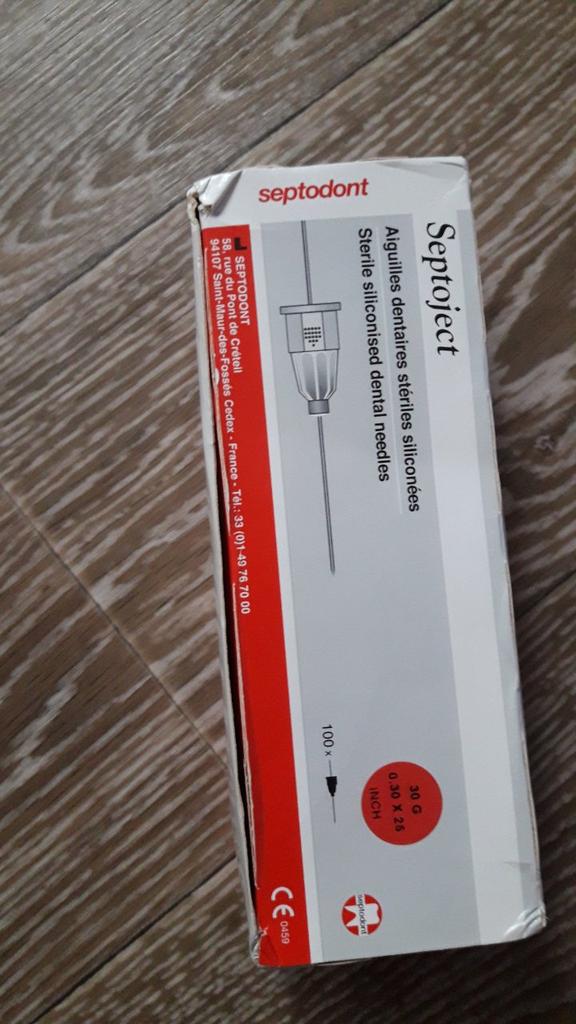 septodont
Septoject
Aiguilles dentaires stériles siliconées
Sterile siliconised dental needles
SEPTODONT
58, rue du Pont de Créteil
94107 Saint-Maur-des-Fossés Cedex - France - Tél.: 33 (0)1-49 76 70 00
100 x
30 G
0.30 X 25
INCH
septodont
CE 0459